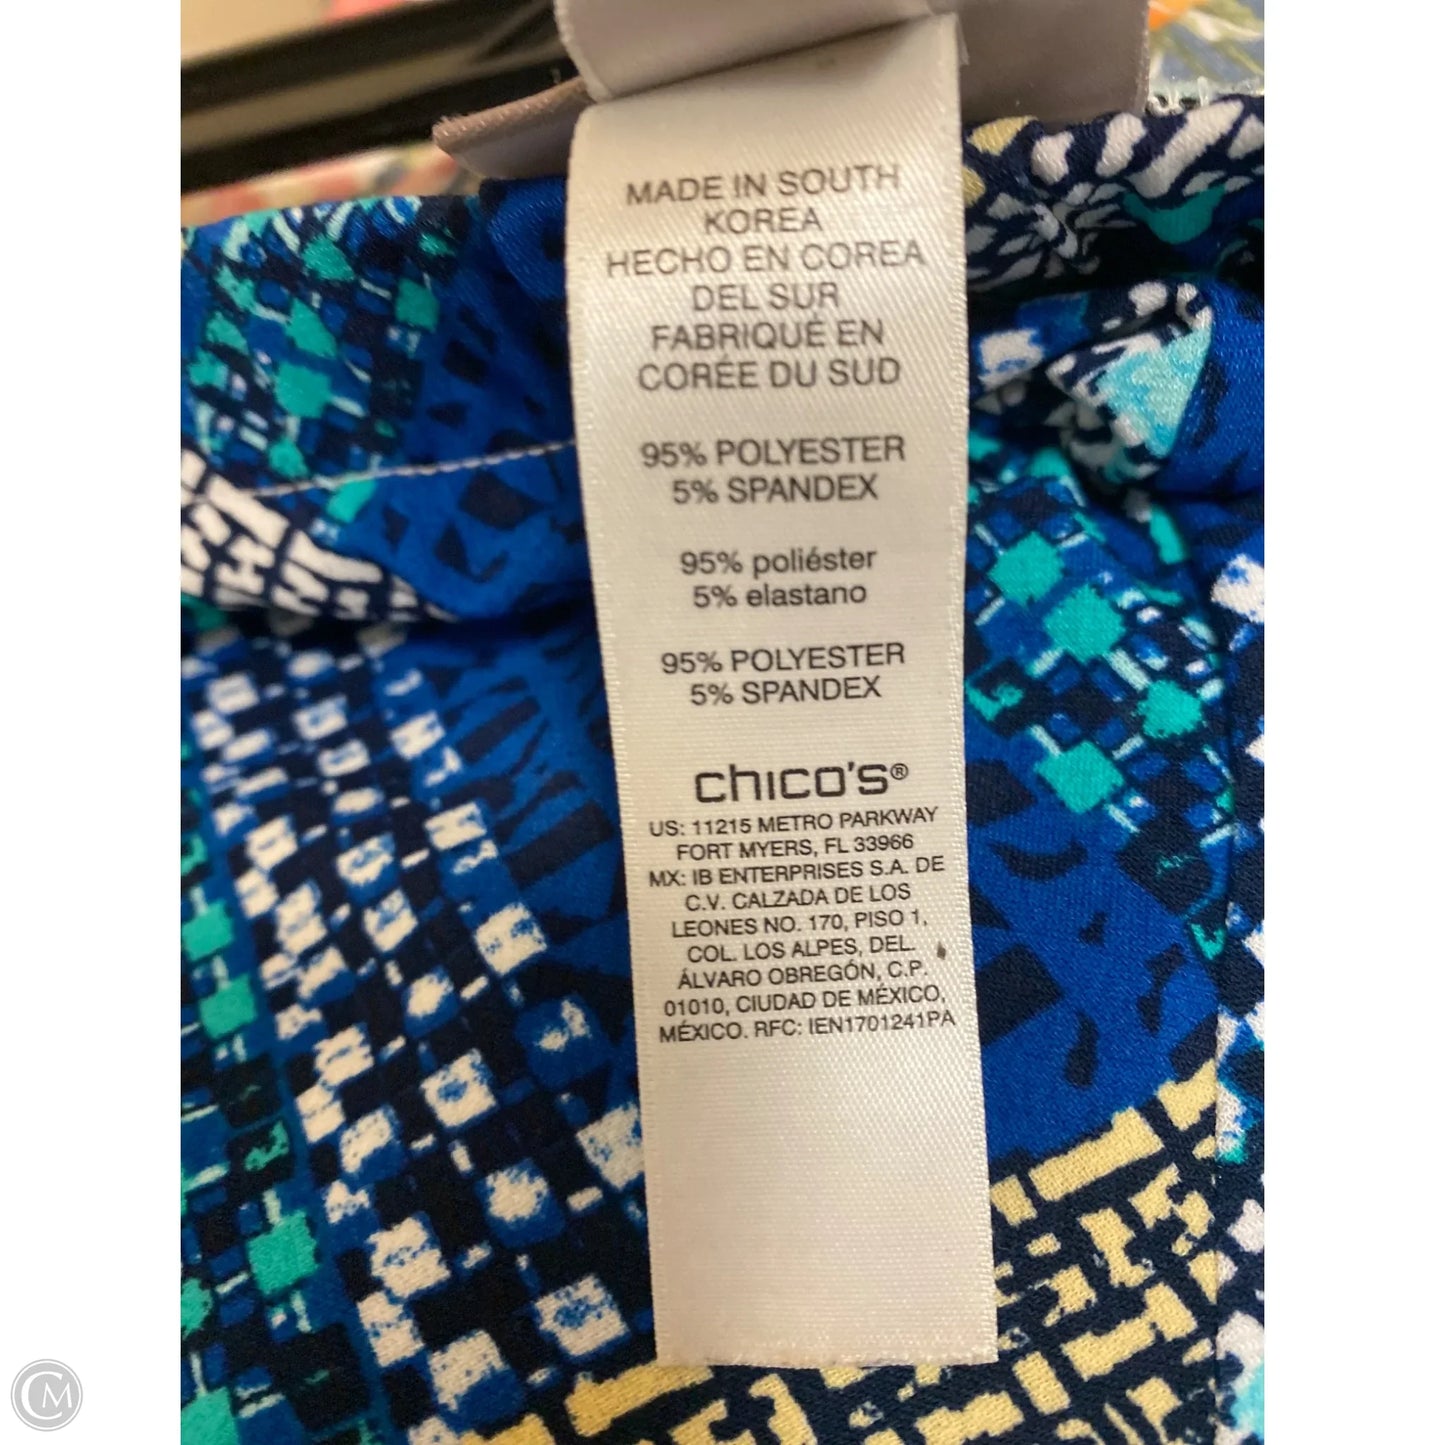 MADE IN SOUTH
KOREA
HECHO EN COREA
DEL SUR
FABRIQUÉ EN
CORÉE DU SUD
95% POLYESTER
5% SPANDEX
95% poliéster
5% elastano
95% POLYESTER
5% SPANDEX
chico's®
US: 11215 METRO PARKWAY
FORT MYERS, FL 33966
MX: IB ENTERPRISES S.A. DE
C.V. CALZADA DE LOS
LEONES NO. 170, PISO 1,
COL. LOS ALPES, DEL.
ÁLVARO OBREGÓN, C.P.
01010, CIUDAD DE MÉXICO,
MÉXICO. RFC: IEN1701241PA
CM